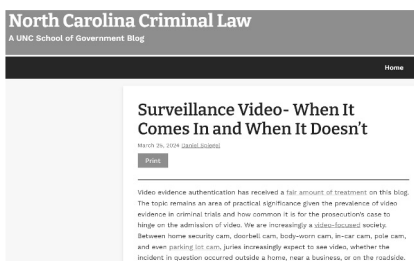 North Carolina Criminal Law
A UNC School of Government Blog
Home
Surveillance Video- When It
Comes In and When It Doesn't
March 25, 2024 Daniel Spiegel
Print
Video evidence authentication has received a fair amount of treatment on this blog.
The topic remains an area of practical significance given the prevalence of video
evidence in criminal trials and how common it is for the prosecution's case to
hinge on the admission of video. We are increasingly a video-focused society.
Between home security cam, doorbell cam, body-worn cam, in-car cam, pole cam,
and even parking lot cam, juries increasingly expect to see video, whether the
incident in question occurred outside a home, near a business, or on the roadside.